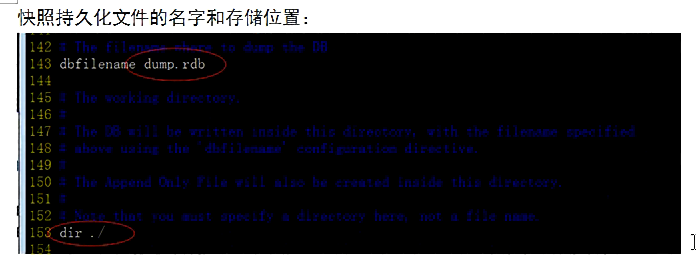 快照持久化文件的名字和存储位置：
142 # The filename where to dump the DB
143 dbfilename dump.rdb
144
145 # The working directory.
146 #
147 # The DB will be written inside this directory, with the filename specified
148 # above using the 'dbfilename' configuration directive.
149 #
150 # The Append Only File will also be created inside this directory.
151 #
152 # Note that you must specify a directory here, not a file name.
153 dir ./
154